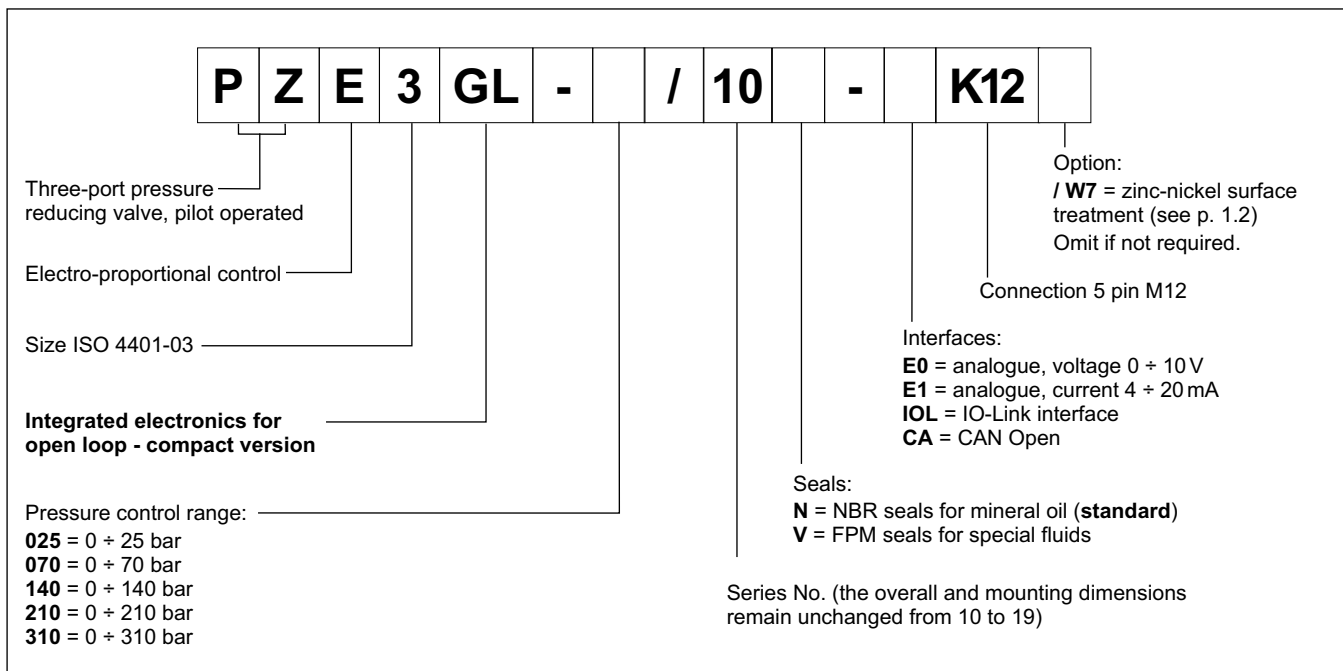 P Z E 3 GL - / 10 - K12
Three-port pressure
reducing valve, pilot operated
Electro-proportional control
Size ISO 4401-03
Integrated electronics for
open loop - compact version
Pressure control range:
025 = 0 ÷ 25 bar
070 = 0 ÷ 70 bar
140 = 0 ÷ 140 bar
210 = 0 ÷ 210 bar
310 = 0 ÷ 310 bar
Option:
/ W7 = zinc-nickel surface
treatment (see p. 1.2)
Omit if not required.
Connection 5 pin M12
Interfaces:
E0 = analogue, voltage 0 ÷ 10 V
E1 = analogue, current 4 ÷ 20 mA
IOL = IO-Link interface
CA = CAN Open
Seals:
N = NBR seals for mineral oil (standard)
V = FPM seals for special fluids
Series No. (the overall and mounting dimensions
remain unchanged from 10 to 19)